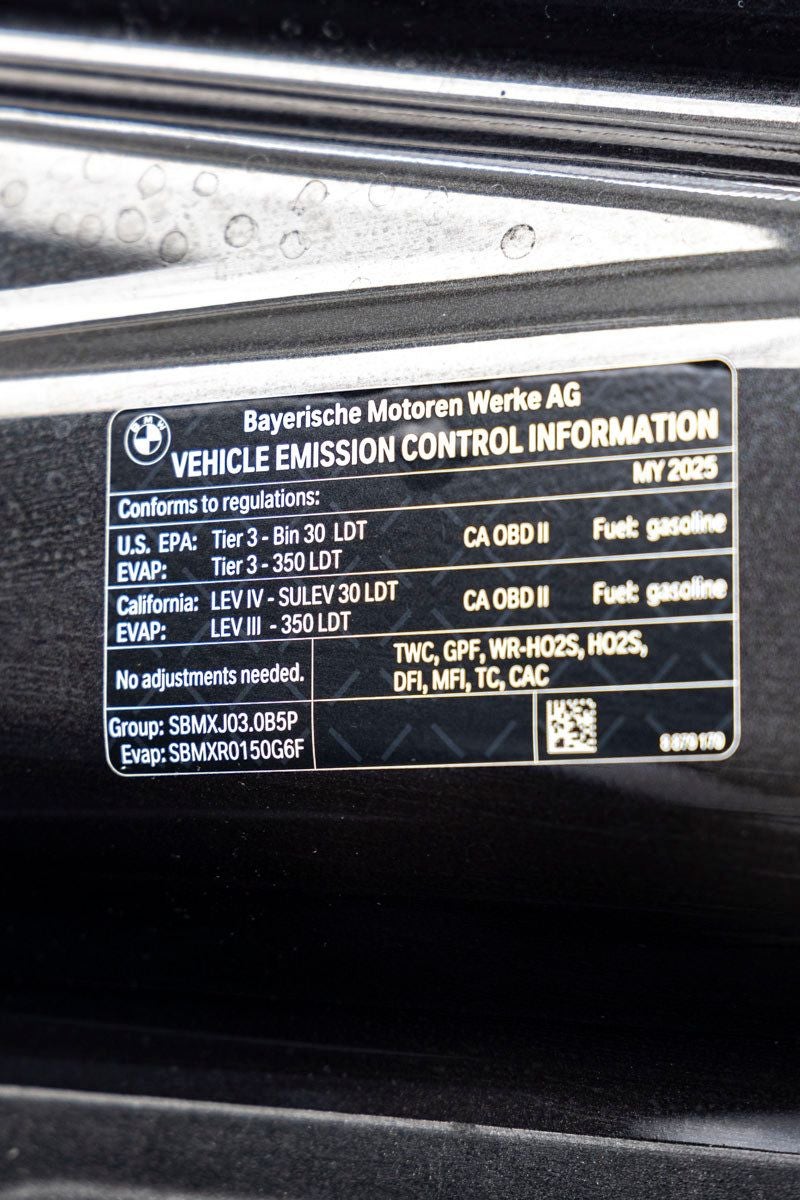 BMW
Bayerische Motoren Werke AG
VEHICLE EMISSION CONTROL INFORMATION
MY 2025
Conforms to regulations:
U.S. EPA: Tier 3 - Bin 30 LDT CA OBD II Fuel: gasoline
EVAP: Tier 3 - 350 LDT
California: LEV IV - SULEV 30 LDT CA OBD II Fuel: gasoline
EVAP: LEV III - 350 LDT
No adjustments needed.
TWC, GPF, WR-HO2S, HO2S,
DFI, MFI, TC, CAC
Group: SBMXJ03.0B5P
Evap: SBMXR0150G6F